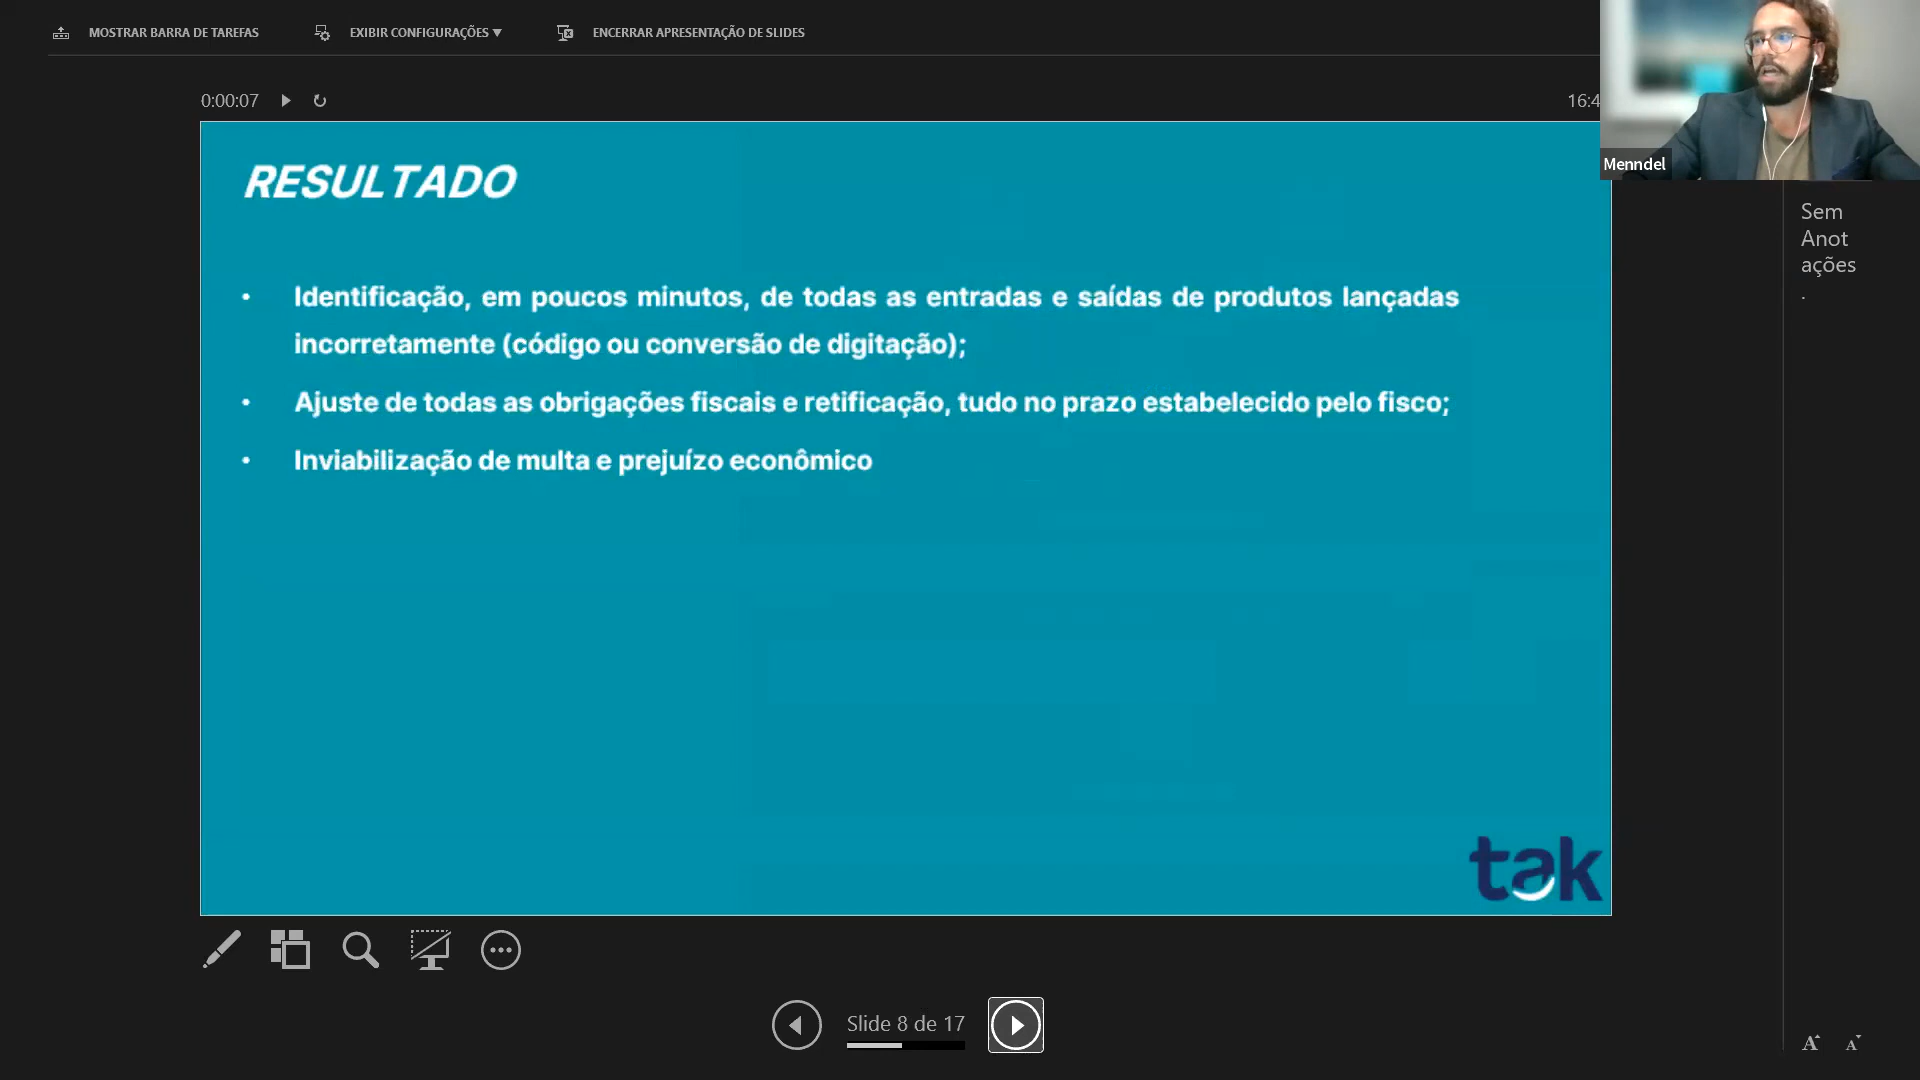 MOSTRAR BARRA DE TAREFAS
EXIBIR CONFIGURAÇÕES ▼
ENCERRAR APRESENTAÇÃO DE SLIDES
0:00:07
16:4
Menndel
RESULTADO
• Identificação, em poucos minutos, de todas as entradas e saídas de produtos lançadas
incorretamente (código ou conversão de digitação);
• Ajuste de todas as obrigações fiscais e retificação, tudo no prazo estabelecido pelo fisco;
• Inviabilização de multa e prejuízo econômico
tak
Sem
Anot
ações
.
Slide 8 de 17
A A